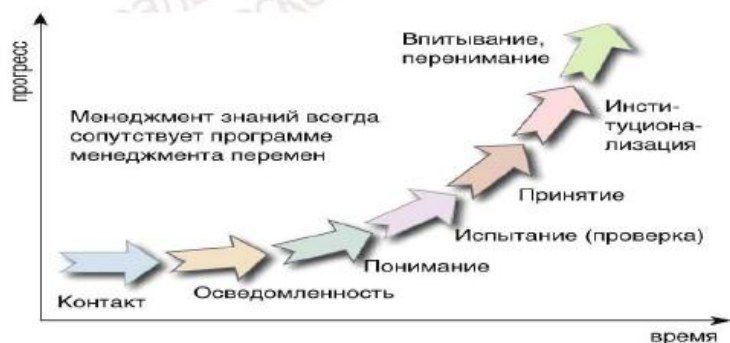 Впитывание,
перенимание
прогресс
Менеджмент знаний всегда
сопутствует программе
менеджмента перемен
Инсти-
туционa-
лизация
Принятие
Испытание (проверка)
Понимание
Осведомленность
Контакт
время